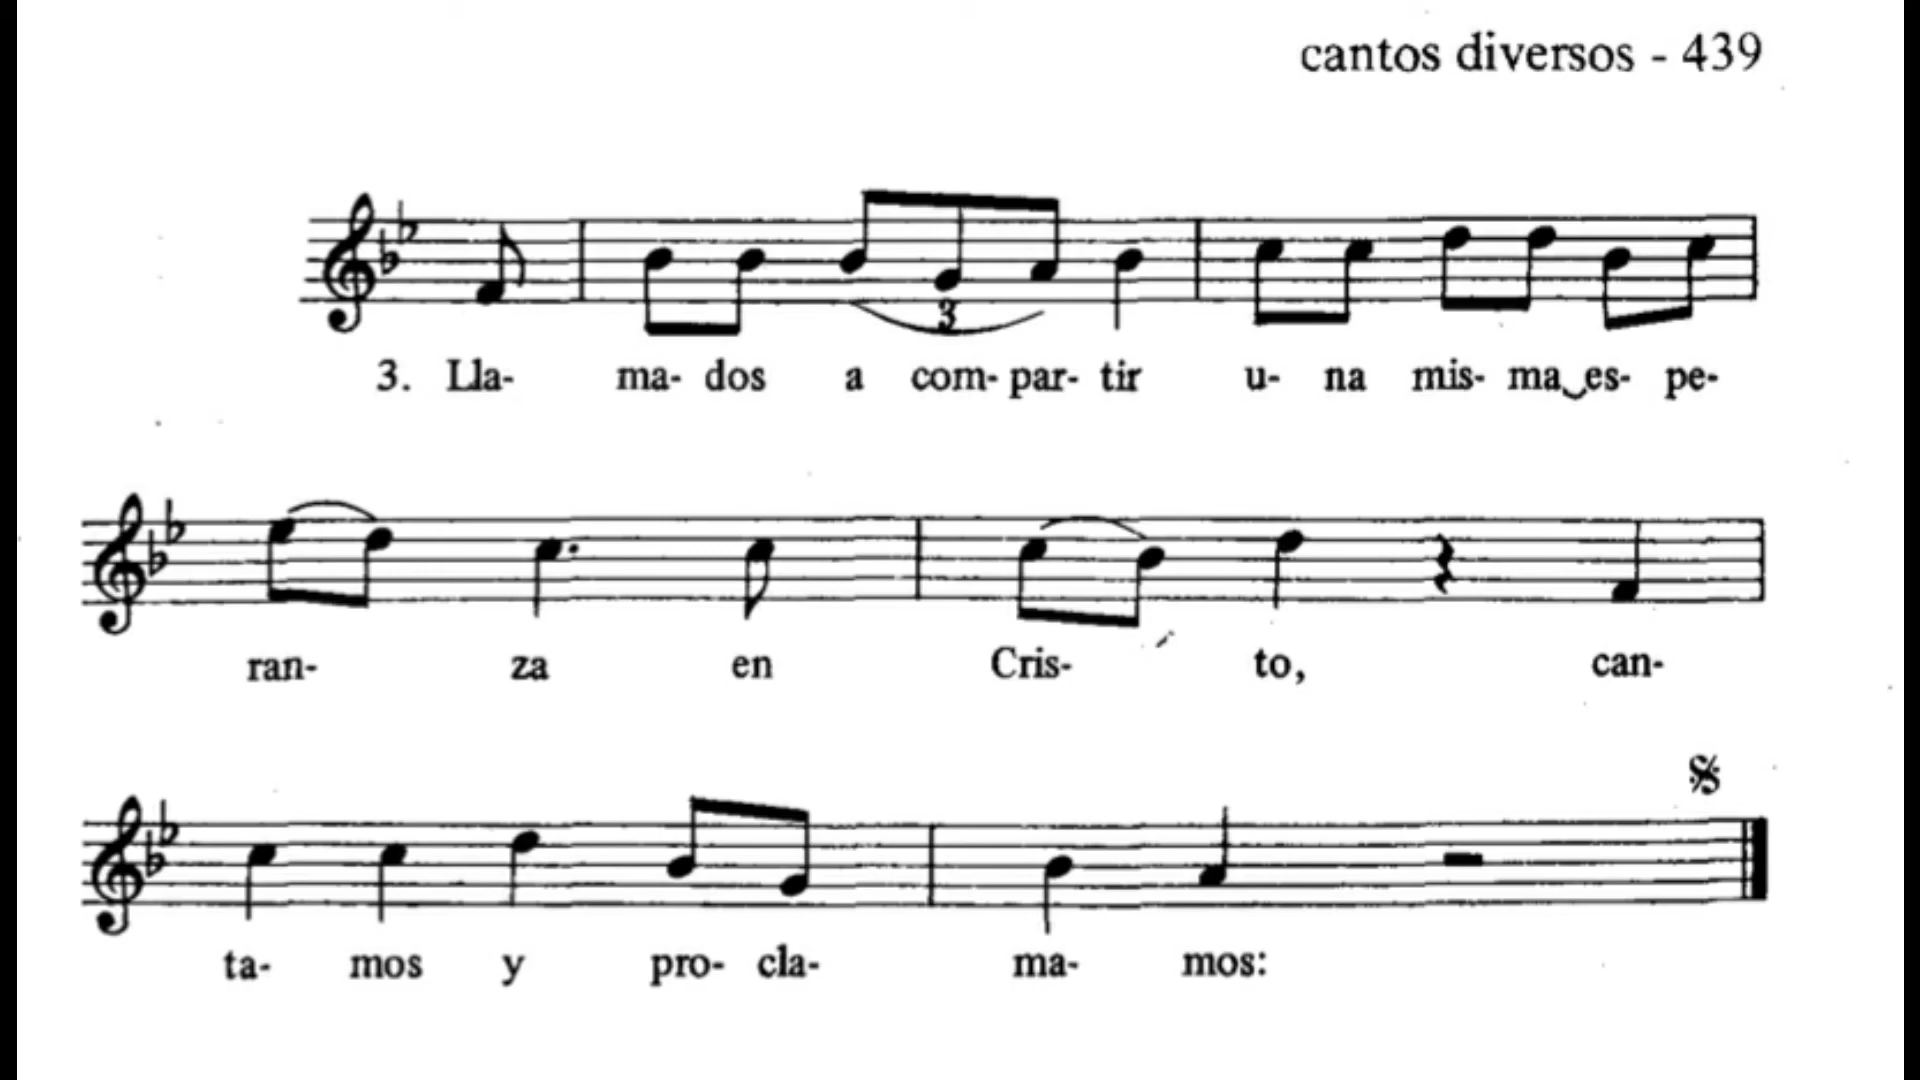 cantos diversos - 439
3
3. Lla- ma- dos a com- par- tir u- na mis- ma‿es- pe-
ran- za en Cris- to, can-
ta- mos y pro- cla- ma- mos: